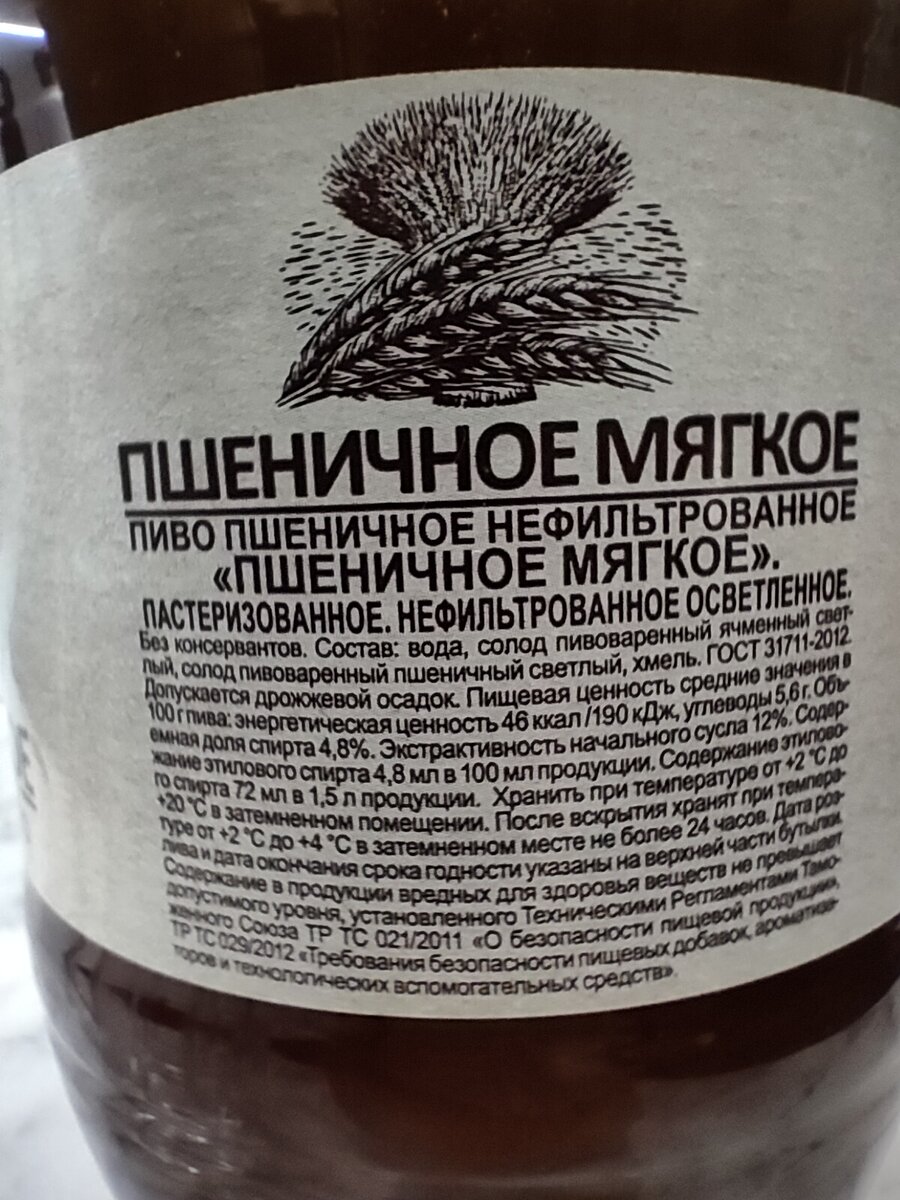 ПШЕНИЧНОЕ МЯГКОЕ
ПИВО ПШЕНИЧНОЕ НЕФИЛЬТРОВАННОЕ
«ПШЕНИЧНОЕ МЯГКОЕ».
ПАСТЕРИЗОВАННОЕ. НЕФИЛЬТРОВАННОЕ ОСВЕТЛЕННОЕ.
Без консервантов. Состав: вода, солод пивоваренный ячменный свет-
лый, солод пивоваренный пшеничный светлый, хмель. ГОСТ 31711-2012.
Допускается дрожжевой осадок. Пищевая ценность средние значения в
100 г пива: энергетическая ценность 46 ккал /190 кДж, углеводы 5,6 г. Объ-
емная доля спирта 4,8%. Экстрактивность начального сусла 12%. Содер-
жание этилового спирта 4,8 мл в 100 мл продукции. Содержание этилово-
го спирта 72 мл в 1,5 л продукции. Хранить при температуре от +2 °С до
+20 °С в затемненном помещении. После вскрытия хранят при темпера-
туре от +2 °С до +4 °С в затемненном месте не более 24 часов. Дата роз-
лива и дата окончания срока годности указаны на верхней части бутылки.
Содержание в продукции вредных для здоровья веществ не превышает
допустимого уровня, установленного Техническими Регламентами Тамо-
женного Союза ТР ТС 021/2011 «О безопасности пищевой продукции»,
ТР ТС 029/2012 «Требования безопасности пищевых добавок, ароматиза-
торов и технологических вспомогательных средств».